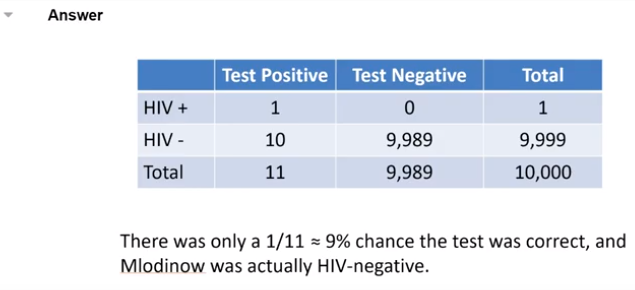 Answer
Test Positive Test Negative Total
HIV + 1 0 1
HIV - 10 9,989 9,999
Total 11 9,989 10,000
There was only a 1/11 ≈ 9% chance the test was correct, and
Mlodinow was actually HIV-negative.